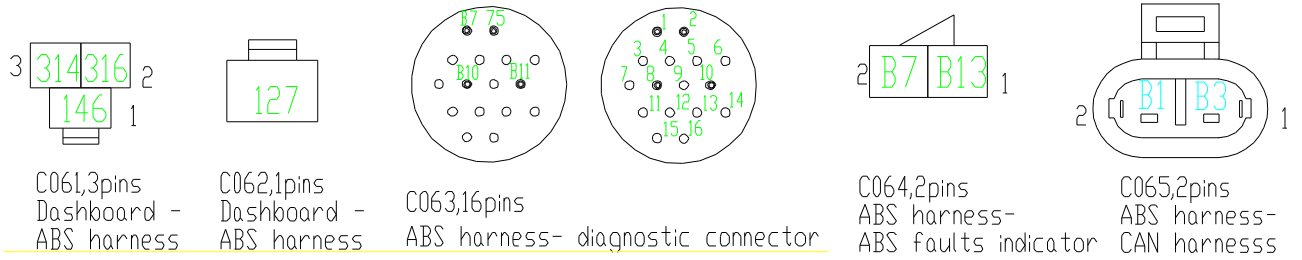 3 314 316 2
146 1
C061,3pins
Dashboard -
ABS harness
127
C062,1pins
Dashboard -
ABS harness
B7 75
B10 B11
1 2
3 4 5 6
7 8 9 10
11 12 13 14
15 16
C063,16pins
ABS harness- diagnostic connector
2 B7 B13 1
C064,2pins
ABS harness-
ABS faults indicator
B1 B3
2 1
C065,2pins
ABS harness-
CAN harnesss